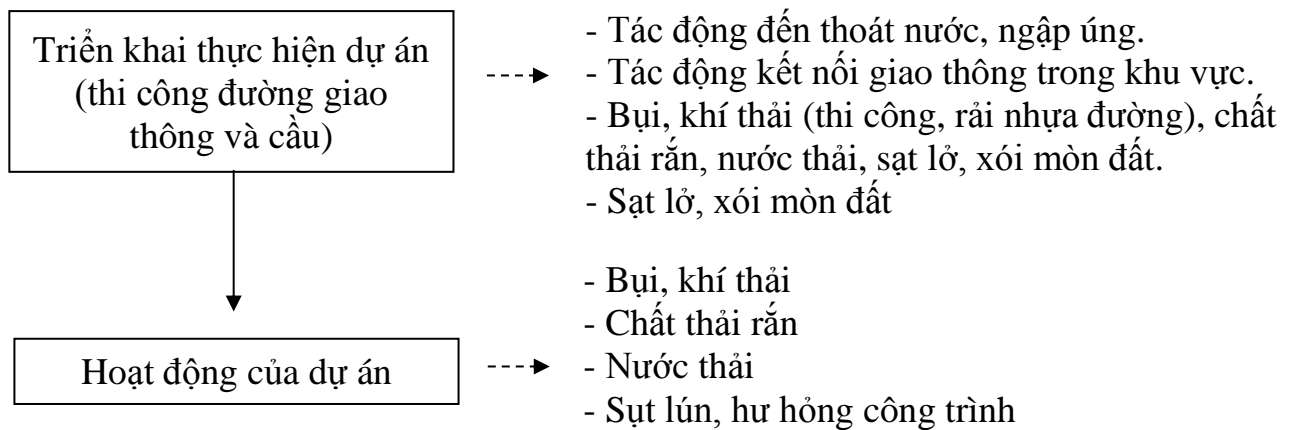 Triển khai thực hiện dự án
(thi công đường giao
thông và cầu)
- Tác động đến thoát nước, ngập úng.
- Tác động kết nối giao thông trong khu vực.
- Bụi, khí thải (thi công, rải nhựa đường), chất
thải rắn, nước thải, sạt lở, xói mòn đất.
- Sạt lở, xói mòn đất
Hoạt động của dự án
- Bụi, khí thải
- Chất thải rắn
- Nước thải
- Sụt lún, hư hỏng công trình